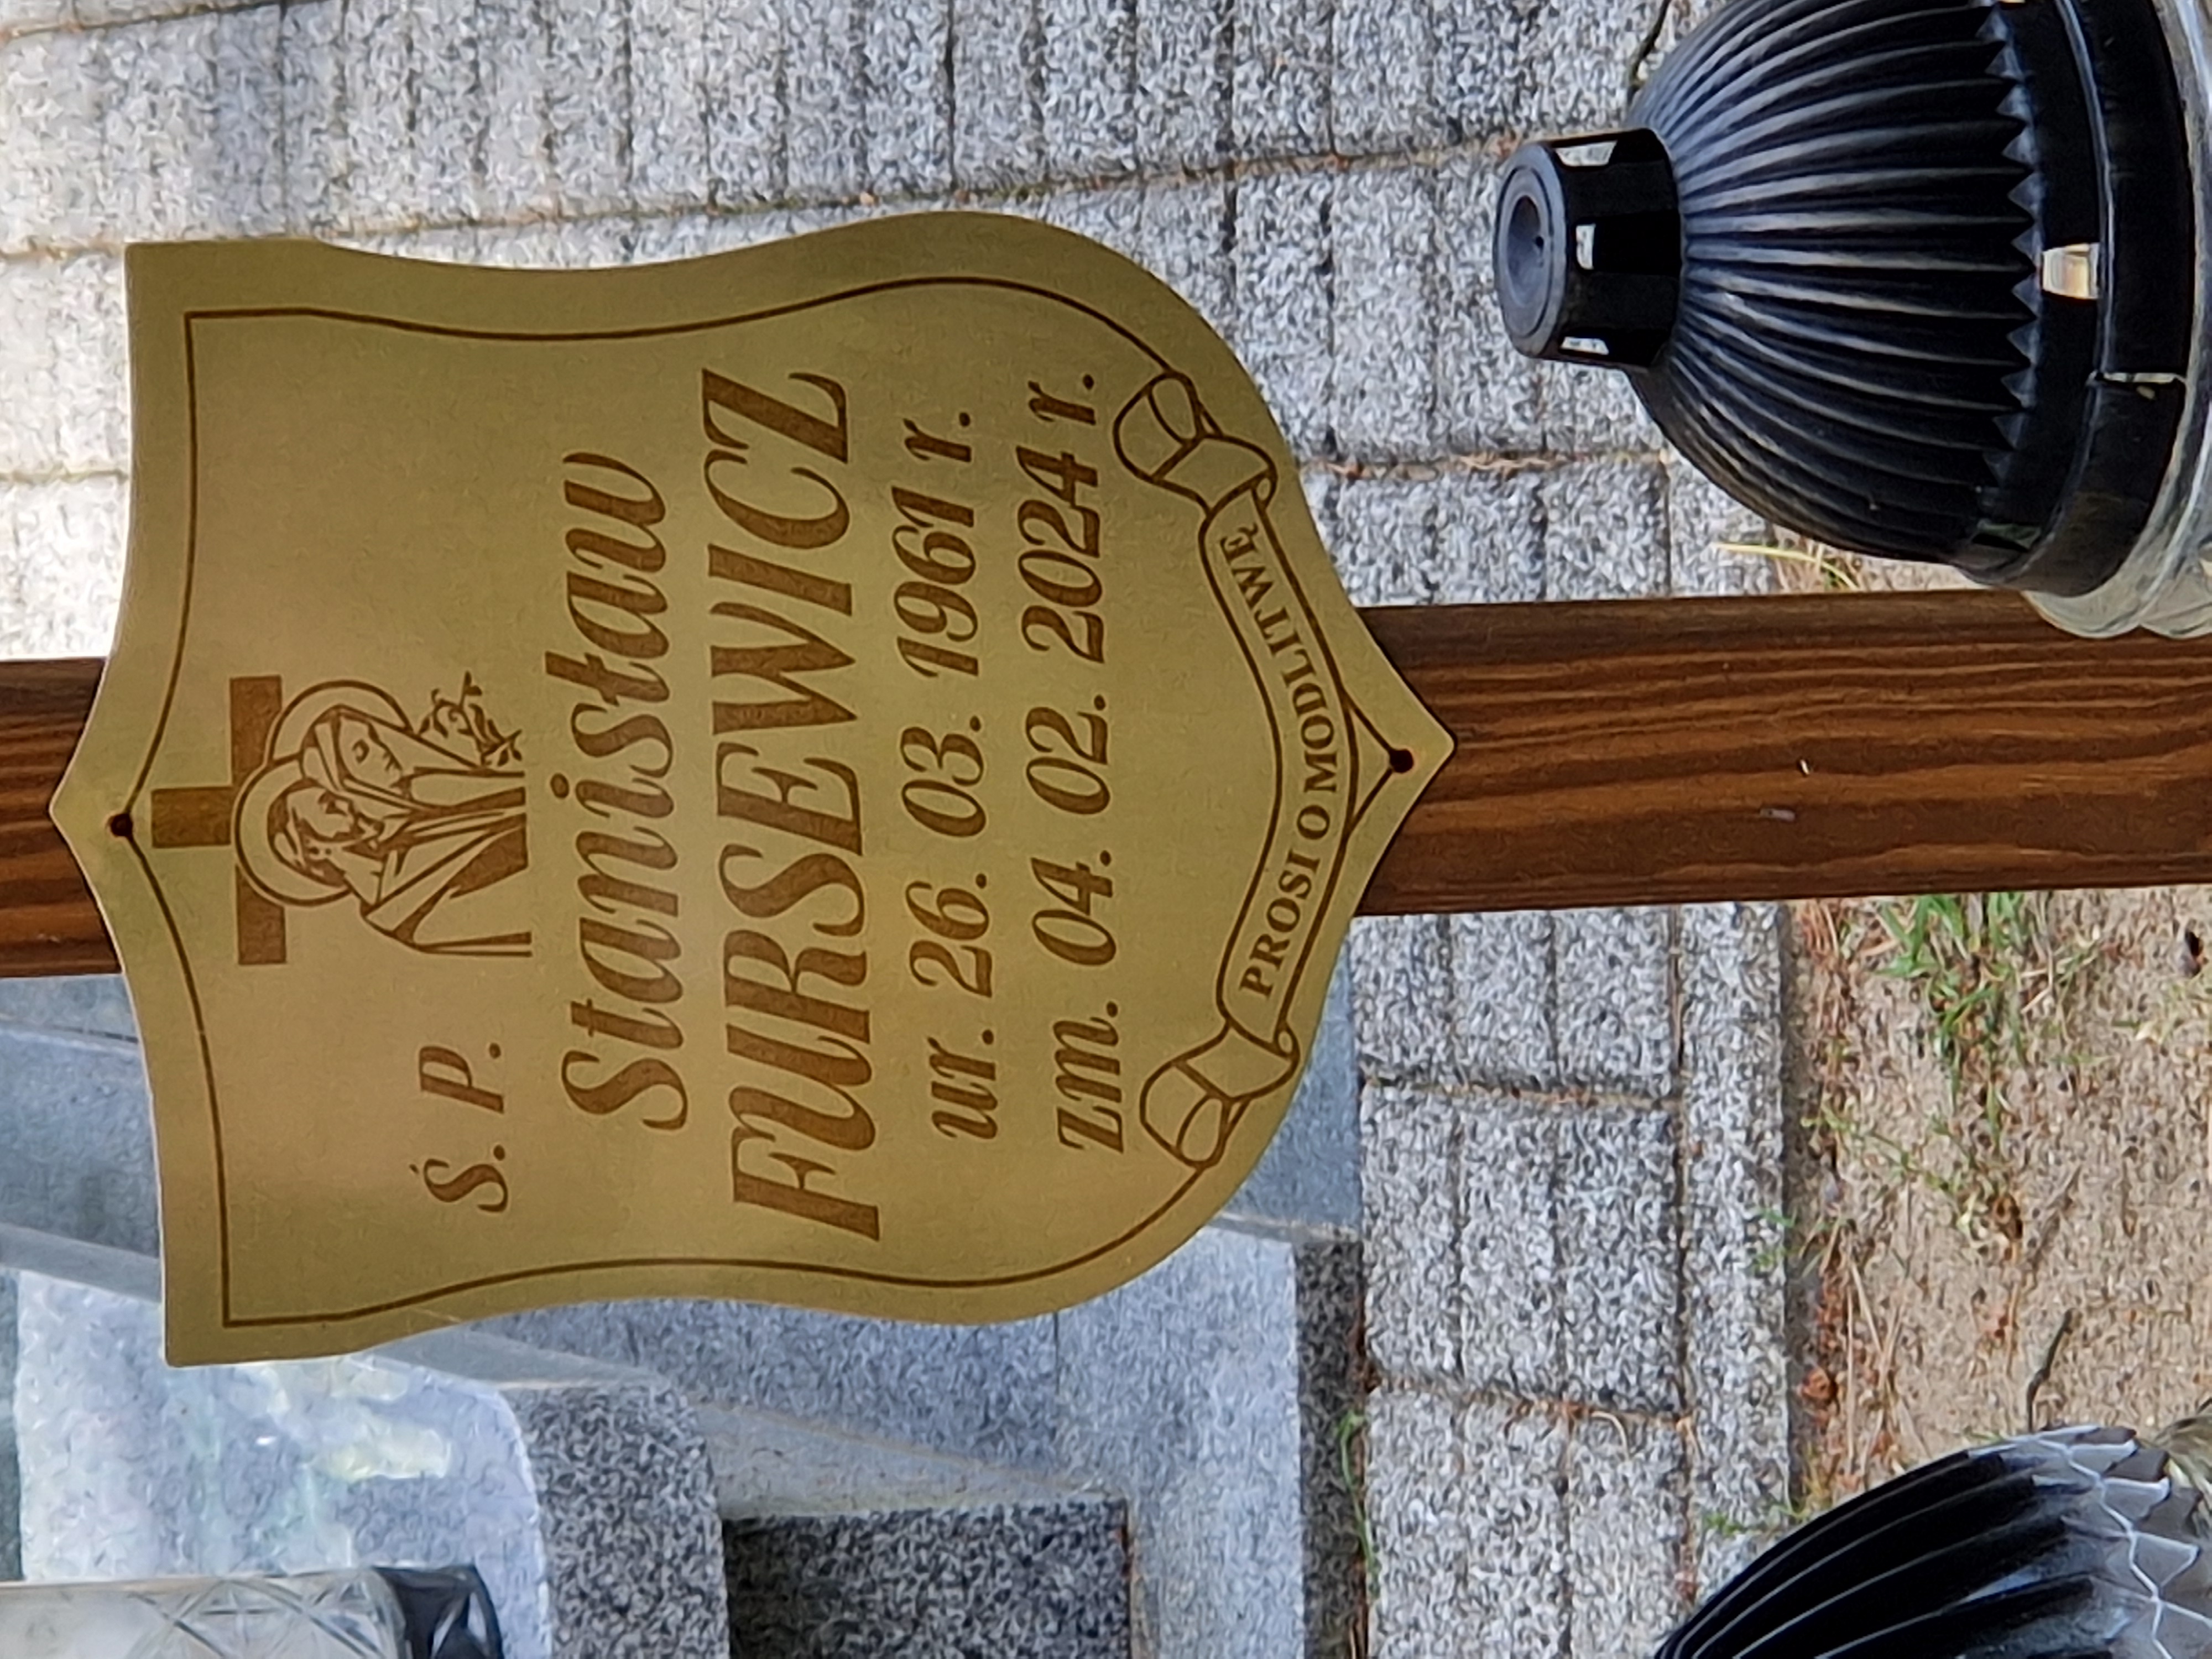 Ś. P.
Stanisław
FURSEWICZ
ur. 26. 03. 1961 r.
zm. 04. 02. 2024 r.
PROSI O MODLITWĘ